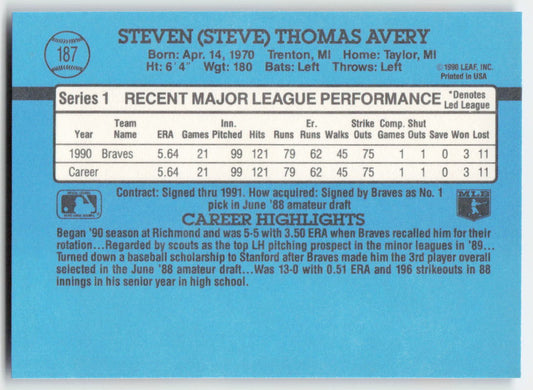 187
STEVEN (STEVE) THOMAS AVERY
Born: Apr. 14, 1970 Trenton, MI Home: Taylor, MI
Ht: 6'4" Wgt: 180 Bats: Left Throws: Left
©1990 LEAF, INC.
Printed in USA
Series 1 RECENT MAJOR LEAGUE PERFORMANCE *Denotes Led League
Team Inn. Er. Strike Comp. Shut
Year Name ERA Games Pitched Hits Runs Runs Walks Outs Games Outs Save Won Lost
1990 Braves 5.64 21 99 121 79 62 45 75 1 1 0 3 11
Career 5.64 21 99 121 79 62 45 75 1 1 0 3 11
Contract: Signed thru 1991. How acquired: Signed by Braves as No. 1
pick in June '88 amateur draft
CAREER HIGHLIGHTS
Began '90 season at Richmond and was 5-5 with 3.50 ERA when Braves recalled him for their
rotation...Regarded by scouts as the top LH pitching prospect in the minor leagues in '89...
Turned down a baseball scholarship to Stanford after Braves made him the 3rd player overall
selected in the June '88 amateur draft...Was 13-0 with 0.51 ERA and 196 strikeouts in 88
innings in his senior year in high school.